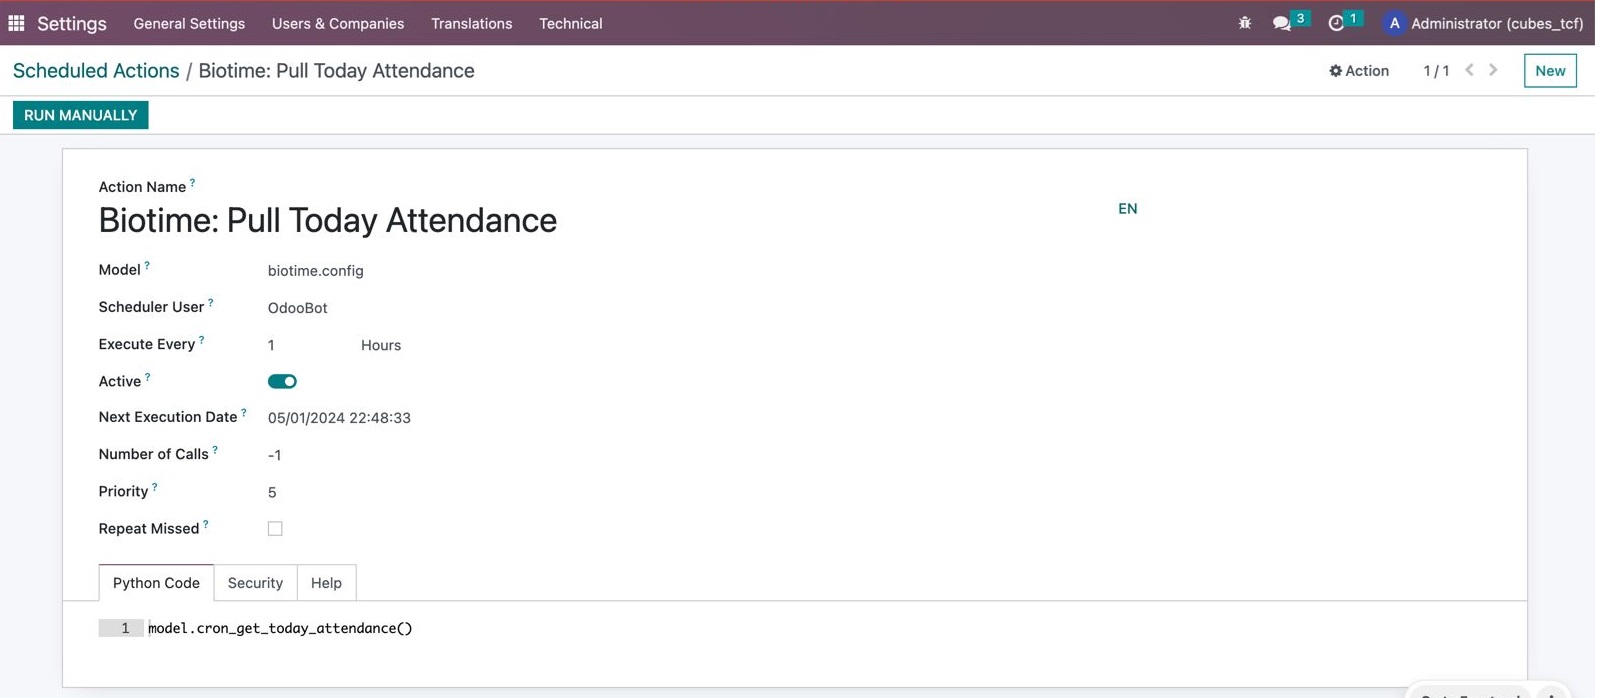 Settings General Settings Users & Companies Translations Technical 3 1 A Administrator (cubes_tcf)
Scheduled Actions / Biotime: Pull Today Attendance Action 1 / 1 New
RUN MANUALLY
Action Name ?
Biotime: Pull Today Attendance EN
Model ? biotime.config
Scheduler User ? OdooBot
Execute Every ? 1 Hours
Active ?
Next Execution Date ? 05/01/2024 22:48:33
Number of Calls ? -1
Priority ? 5
Repeat Missed ?
Python Code Security Help
1 model.cron_get_today_attendance()